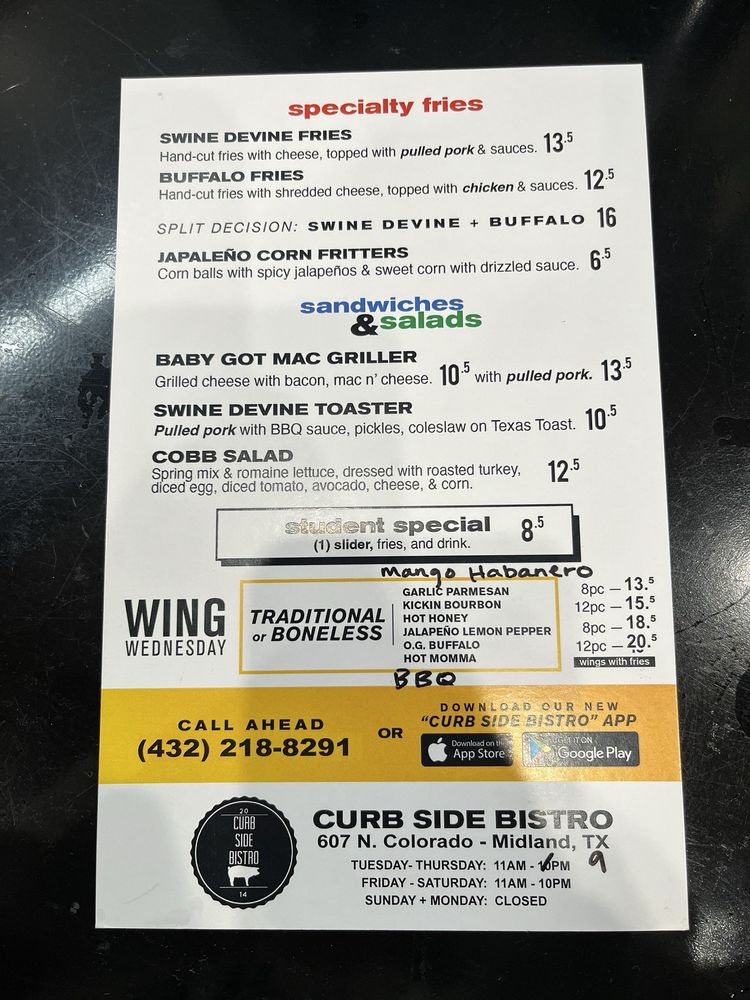 specialty fries
SWINE DEVINE FRIES
Hand-cut fries with cheese, topped with pulled pork & sauces. 13.5
BUFFALO FRIES
Hand-cut fries with shredded cheese, topped with chicken & sauces. 12.5
SPLIT DECISION: SWINE DEVINE + BUFFALO 16
JAPALEÑO CORN FRITTERS
Corn balls with spicy jalapeños & sweet corn with drizzled sauce. 6.5
sandwiches
&salads
BABY GOT MAC GRILLER
Grilled cheese with bacon, mac n' cheese. 10.5 with pulled pork. 13.5
SWINE DEVINE TOASTER
Pulled pork with BBQ sauce, pickles, coleslaw on Texas Toast. 10.5
COBB SALAD
Spring mix & romaine lettuce, dressed with roasted turkey,
diced egg, diced tomato, avocado, cheese, & corn. 12.5
student special 8.5
(1) slider, fries, and drink.
WING
WEDNESDAY
TRADITIONAL
or BONELESS
Mango Habanero
GARLIC PARMESAN
KICKIN BOURBON
HOT HONEY
JALAPEÑO LEMON PEPPER
O.G. BUFFALO
HOT MOMMA
BBQ
8pc – 13.5
12pc – 15.5
8pc – 18.5
12pc – 20.5
wings with fries
CALL AHEAD
(432) 218-8291
OR
DOWNLOAD OUR NEW
"CURB SIDE BISTRO" APP
Download on the
App Store
GET IT ON
Google Play
20
CURB
SIDE
BISTRO
14
CURB SIDE BISTRO
607 N. Colorado - Midland, TX
TUESDAY- THURSDAY: 11AM - 10PM 9
FRIDAY - SATURDAY: 11AM - 10PM
SUNDAY + MONDAY: CLOSED